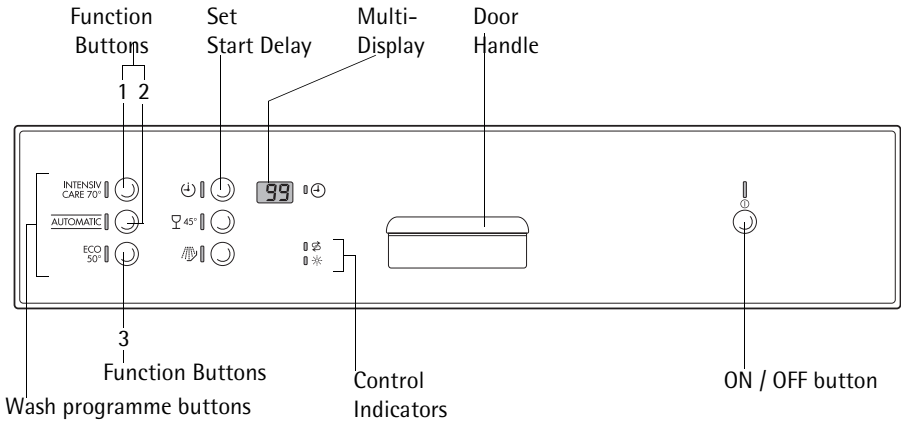 Function
Buttons
Set
Start Delay
Multi-
Display
Door
Handle
1 2
INTENSIV
CARE 70°
99
AUTOMATIC
45°
ECO
50°
3
Function Buttons
Wash programme buttons
Control
Indicators
ON / OFF button